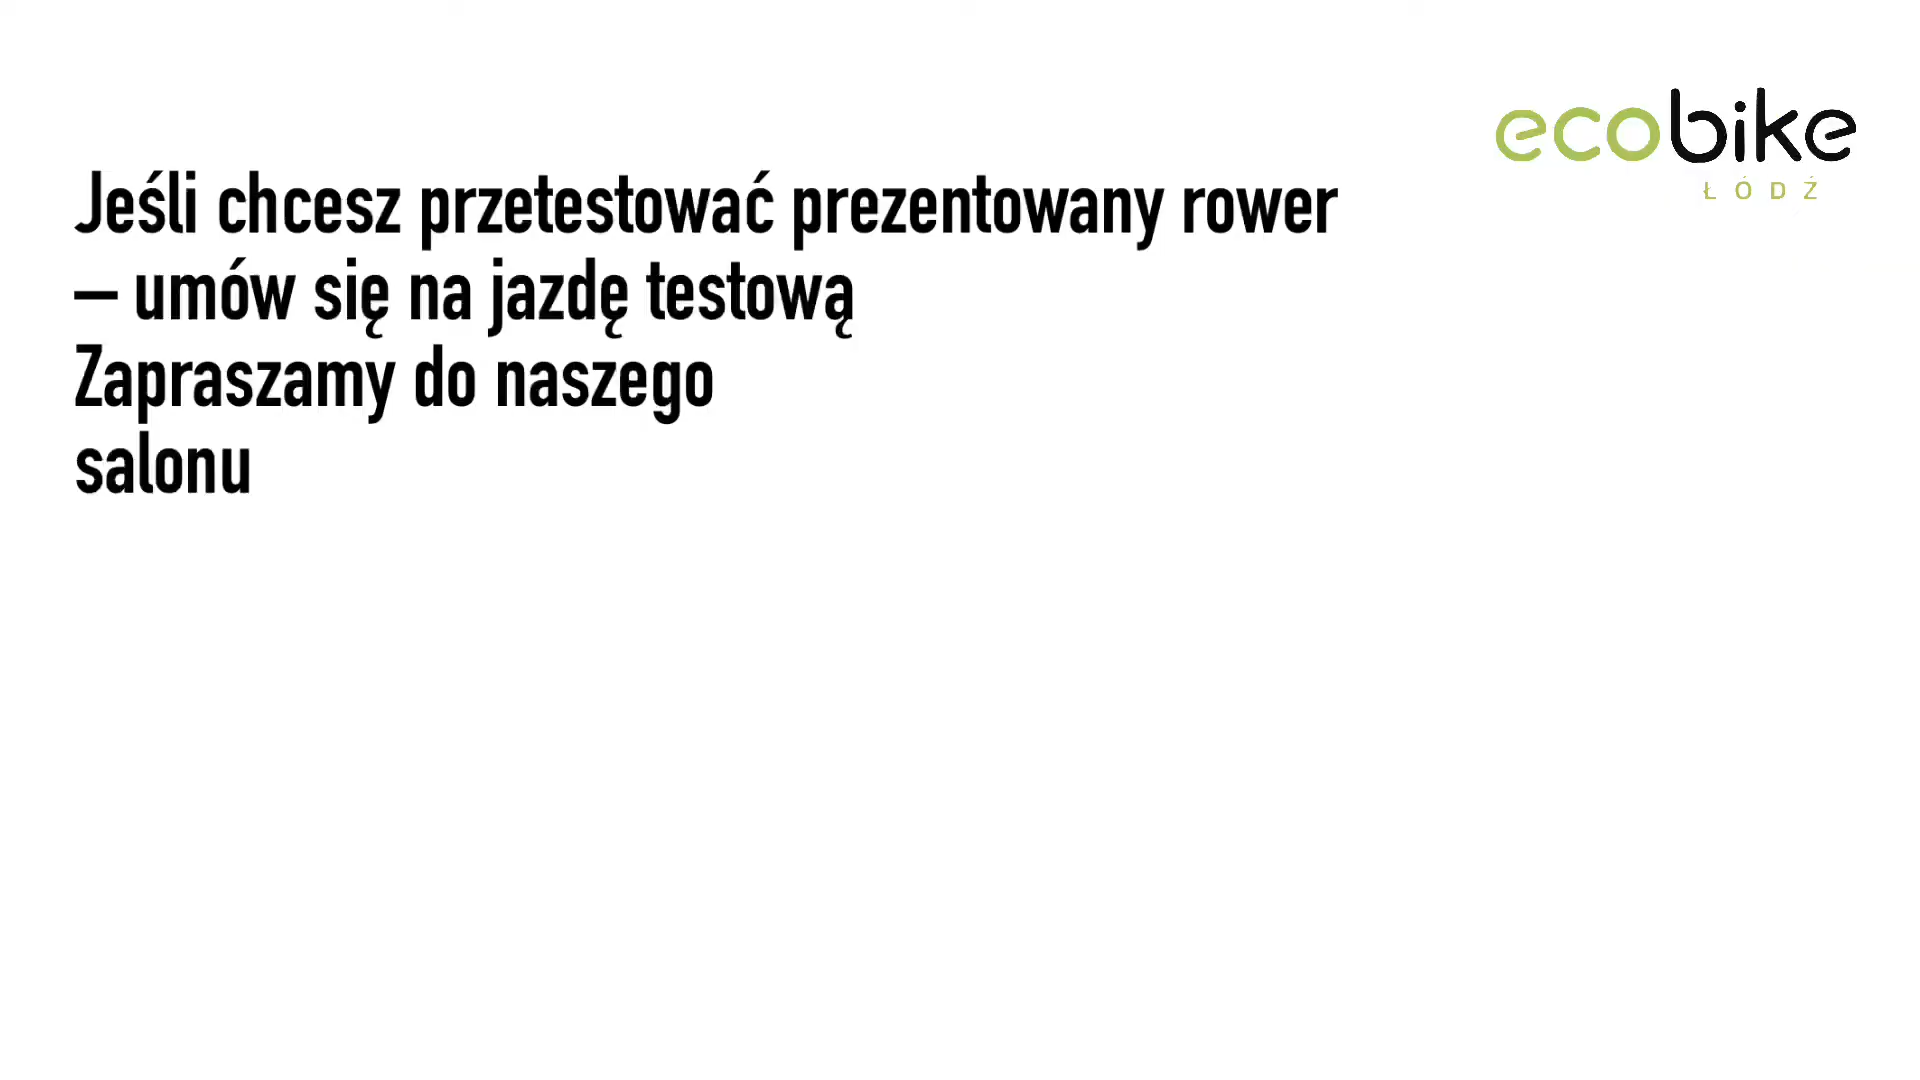 ecobike
ŁÓDŹ
Jeśli chcesz przetestować prezentowany rower
– umów się na jazdę testową
Zapraszamy do naszego
salonu